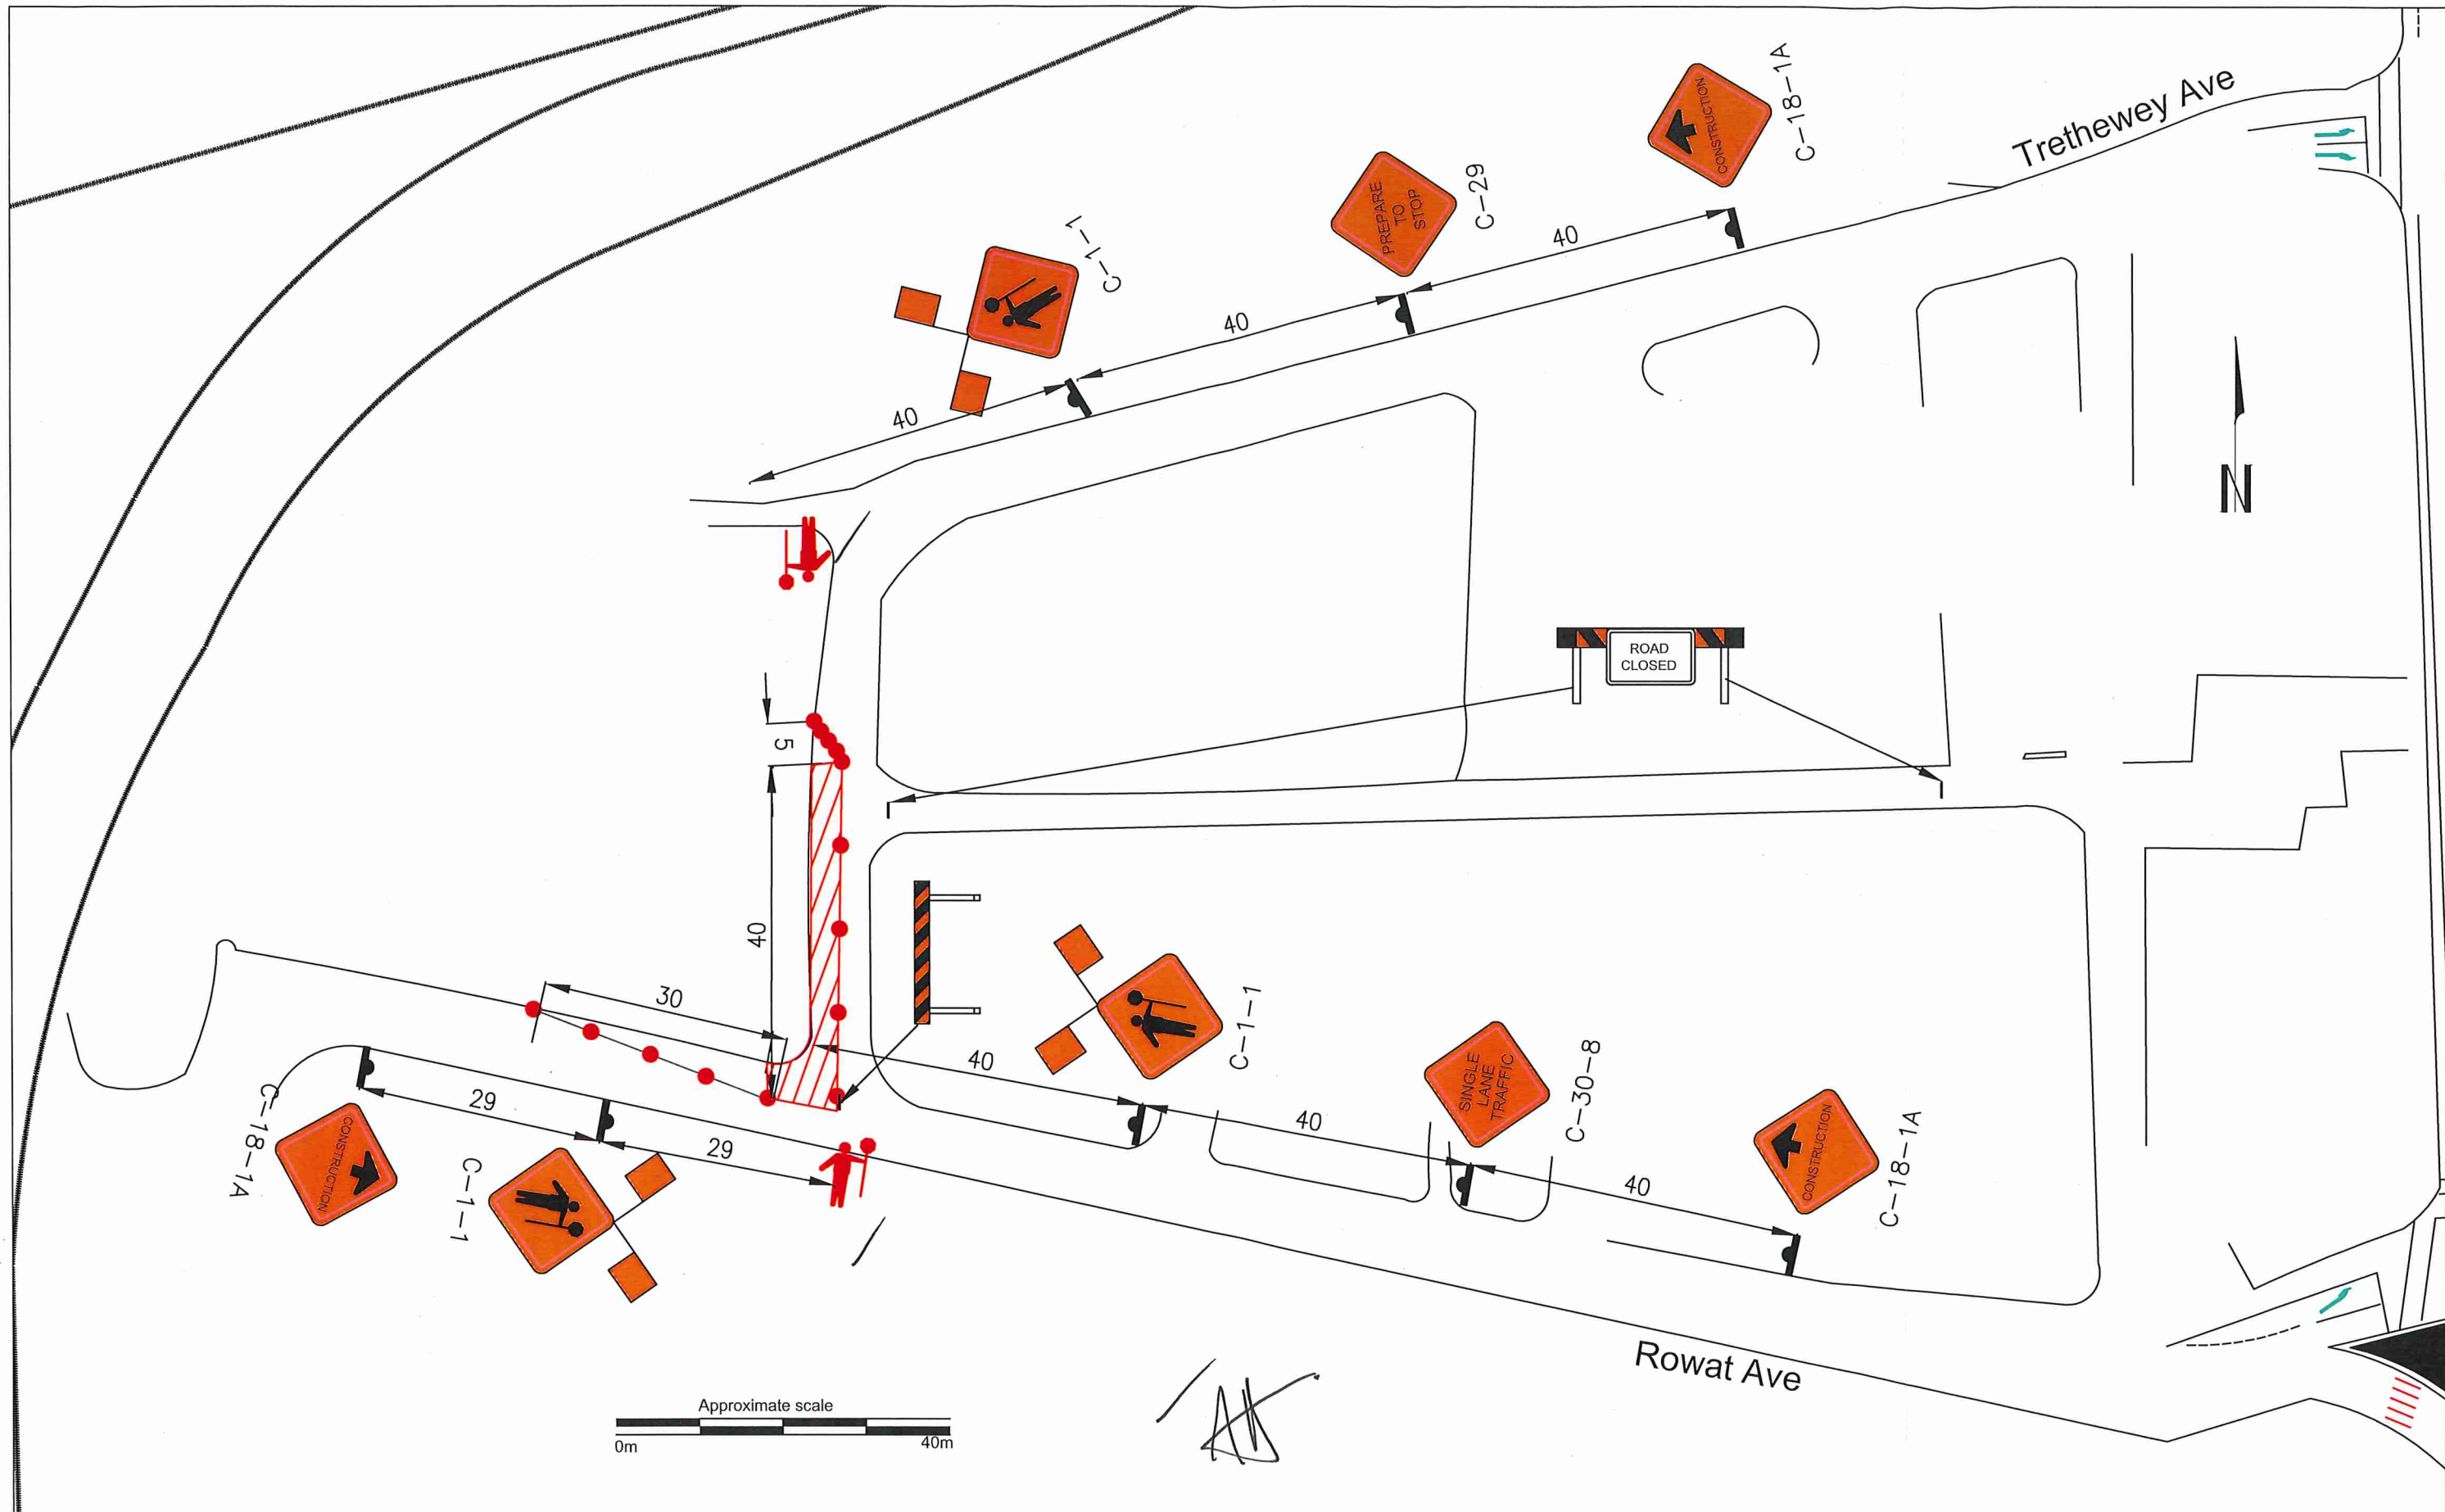 CONSTRUCTION
C-18-1A
Trethewey Ave
PREPARE
TO
STOP
C-29
40
C-1-1
40
40
N
ROAD
CLOSED
5
40
30
40
C-1-1
SINGLE
LANE
TRAFFIC
C-30-8
40
CONSTRUCTION
C-18-1A
40
29
29
C-18-1A
CONSTRUCTION
C-1-1
Rowat Ave
Approximate scale
0m
40m